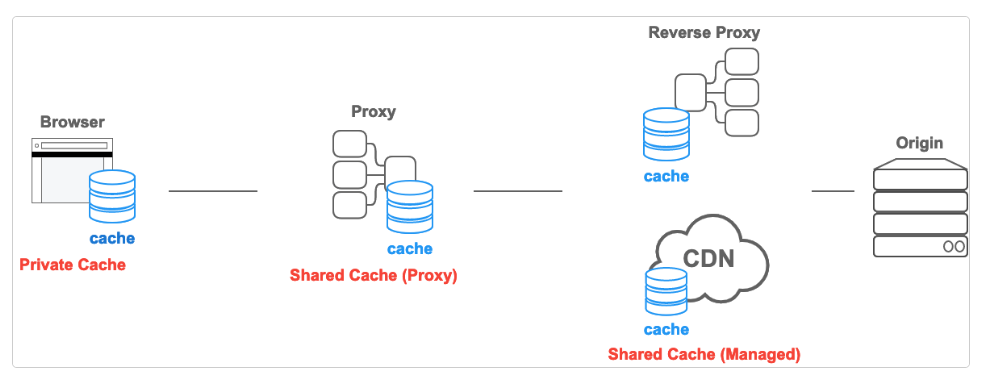 Reverse Proxy
Proxy
Browser
Origin
cache
cache
Private Cache
cache
Shared Cache (Proxy)
CDN
cache
Shared Cache (Managed)